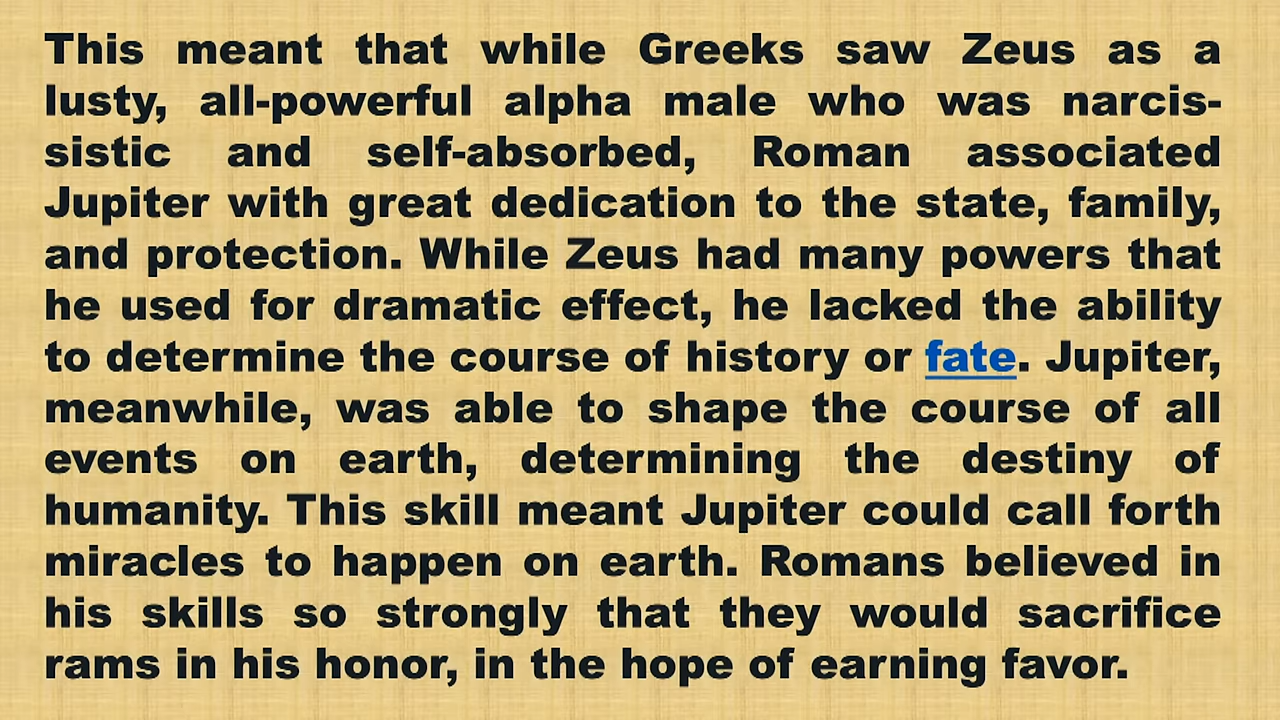 This meant that while Greeks saw Zeus as a
lusty, all-powerful alpha male who was narcis-
sistic and self-absorbed, Roman associated
Jupiter with great dedication to the state, family,
and protection. While Zeus had many powers that
he used for dramatic effect, he lacked the ability
to determine the course of history or fate. Jupiter,
meanwhile, was able to shape the course of all
events on earth, determining the destiny of
humanity. This skill meant Jupiter could call forth
miracles to happen on earth. Romans believed in
his skills so strongly that they would sacrifice
rams in his honor, in the hope of earning favor.